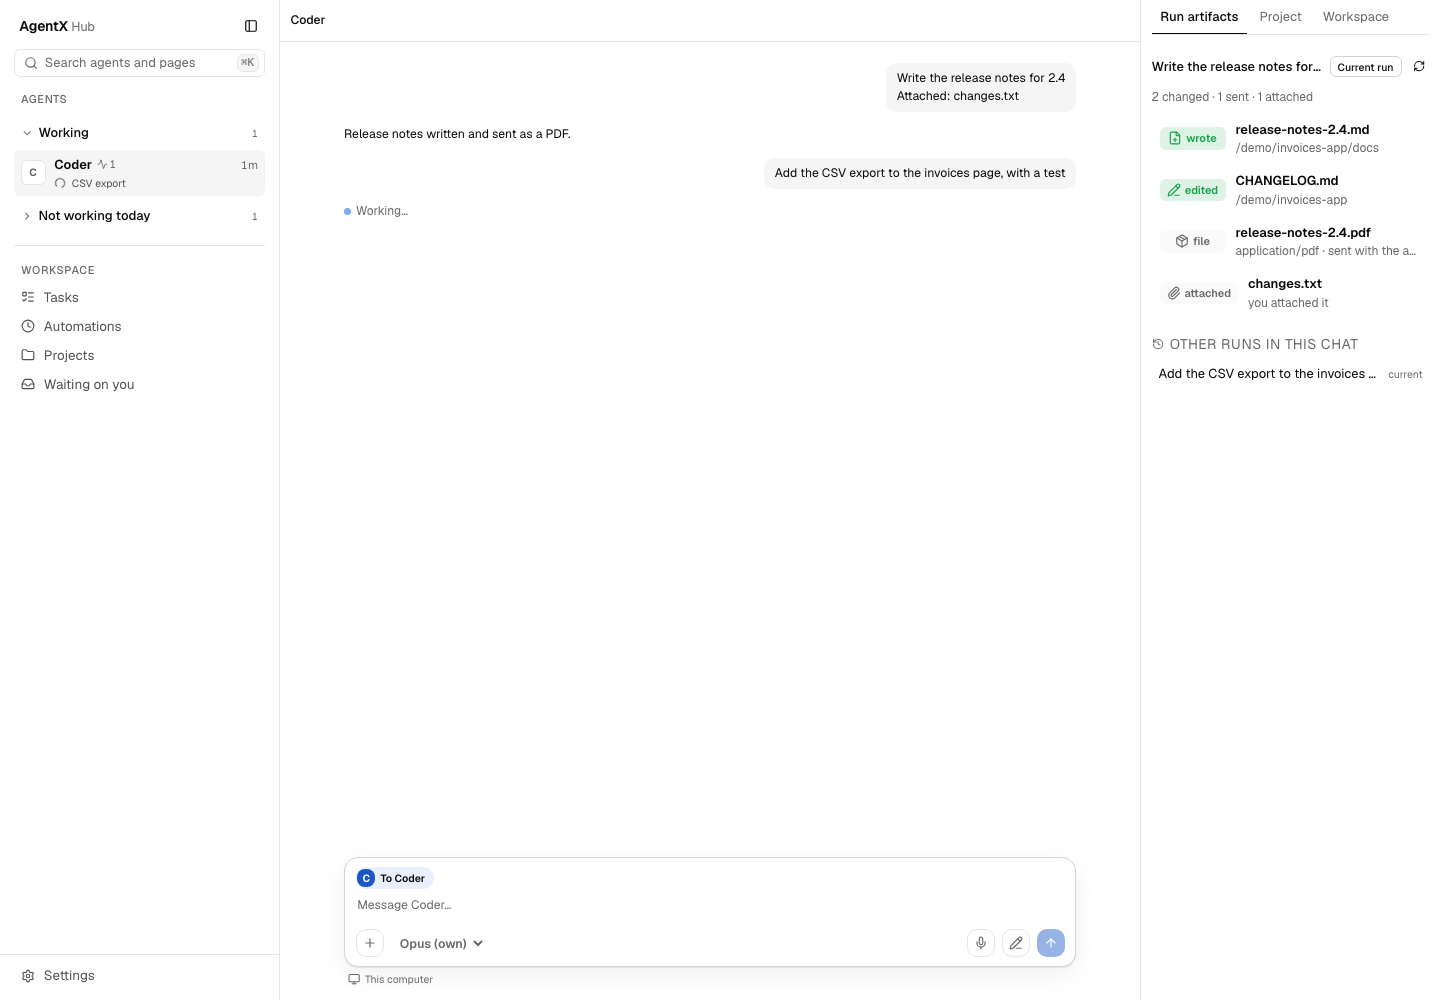 AgentX Hub
Search agents and pages ⌘K
AGENTS
Working 1
C Coder 1 1m
CSV export
Not working today 1
WORKSPACE
Tasks
Automations
Projects
Waiting on you
Settings
Coder
Write the release notes for 2.4
Attached: changes.txt
Release notes written and sent as a PDF.
Add the CSV export to the invoices page, with a test
Working…
C To Coder
Message Coder…
Opus (own)
This computer
Run artifacts Project Workspace
Write the release notes for… Current run
2 changed · 1 sent · 1 attached
wrote release-notes-2.4.md
/demo/invoices-app/docs
edited CHANGELOG.md
/demo/invoices-app
file release-notes-2.4.pdf
application/pdf · sent with the a…
attached changes.txt
you attached it
OTHER RUNS IN THIS CHAT
Add the CSV export to the invoices … current